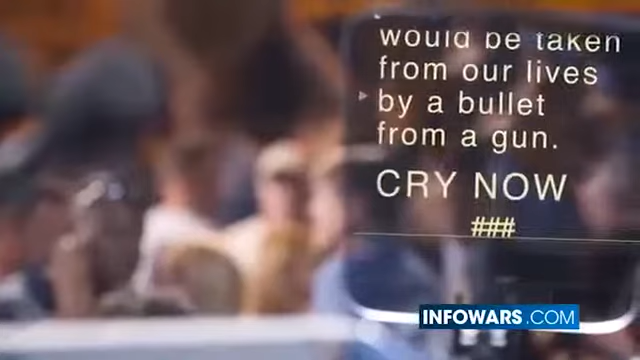 would be taken
from our lives
by a bullet
from a gun.
CRY NOW
###
INFOWARS.COM